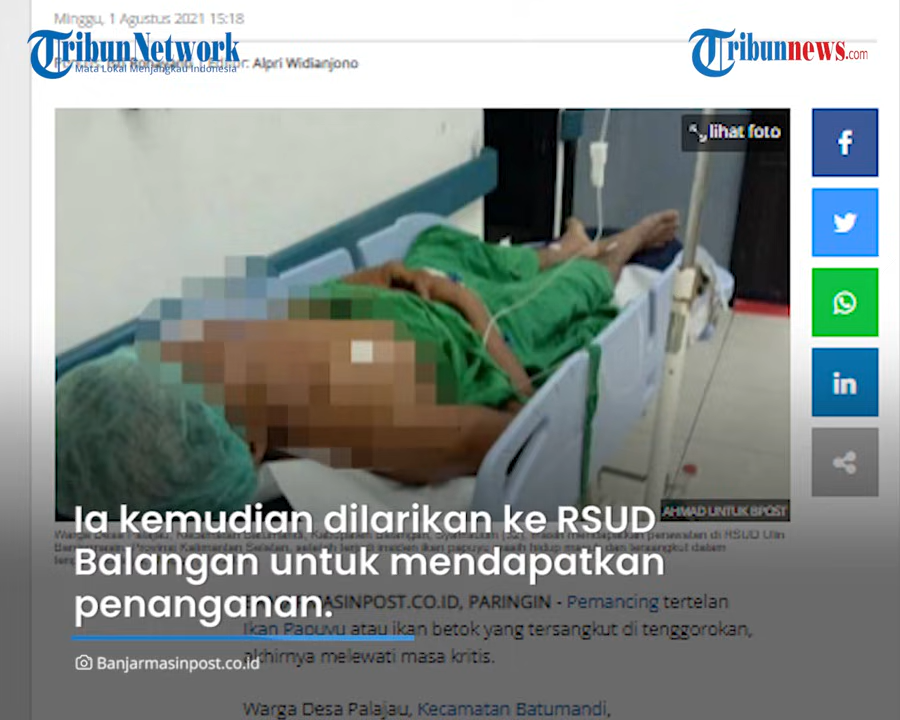 Minggu, 1 Agustus 2021 15:18
Tribun Network
Mata Lokal Menjangkau Indonesia
Alpri Widianjono
Tribunnews.com
lihat foto
AHMAD UNTUK BPOST
Ia kemudian dilarikan ke RSUD
Balangan untuk mendapatkan
penanganan.
Banjarmasinpost.co.id
MASINPOST.CO.ID, PARINGIN - Pemancing tertelan
Ikan Papuyu atau ikan betok yang tersangkut di tenggorokan,
akhirnya melewati masa kritis.
Warga Desa Palajau, Kecamatan Batumandi,